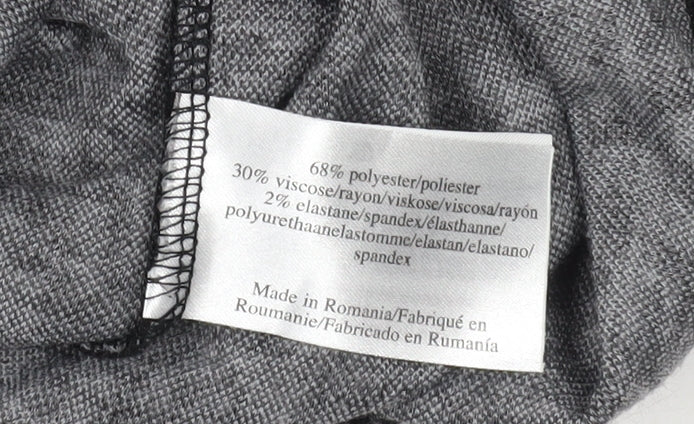 68% polyester/poliester
30% viscose/rayon/viskose/viscosa/rayón
2% elastane/spandex/élasthanne/
polyurethaanelastomme/elastan/elastano/
spandex
Made in Romania/Fabriqué en
Roumanie/Fabricado en Rumanía